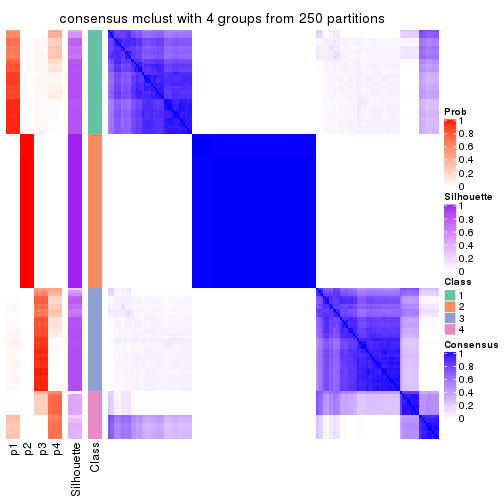 consensus mclust with 4 groups from 250 partitions
Prob
1
0.8
0.6
0.4
0.2
0
Silhouette
1
0.8
0.6
0.4
0.2
0
Class
1
2
3
4
Consensus
1
0.8
0.6
0.4
0.2
0
p1
p2
p3
p4
Silhouette
Class